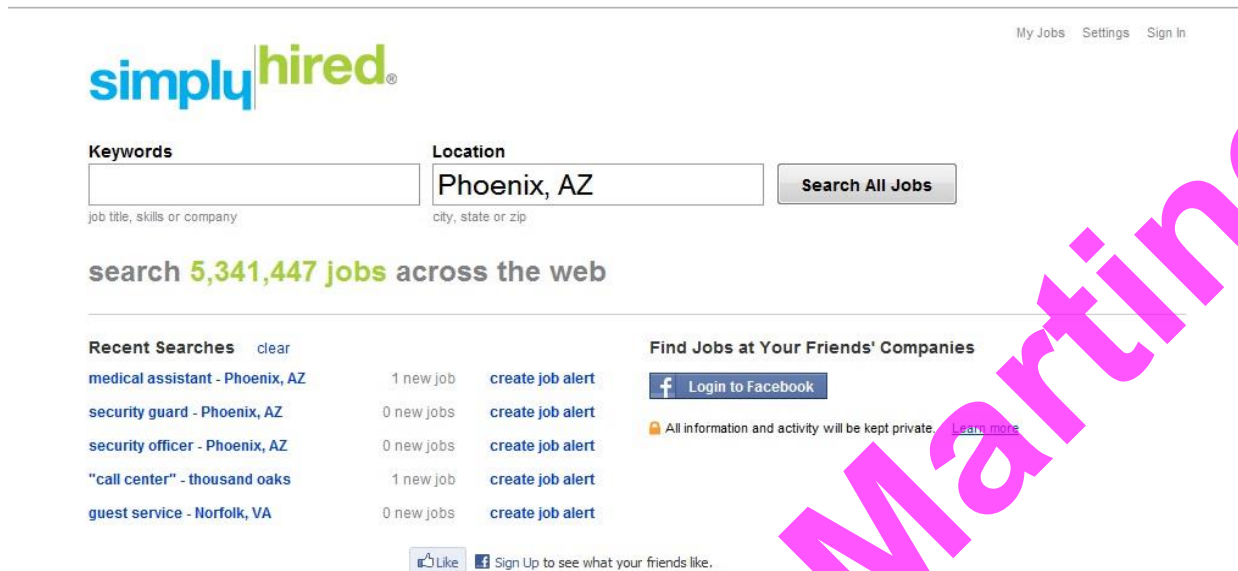 My Jobs Settings Sign In
simplyhired®
Keywords Location
Phoenix, AZ Search All Jobs
job title, skills or company city, state or zip
search 5,341,447 jobs across the web
Recent Searches clear Find Jobs at Your Friends' Companies
medical assistant - Phoenix, AZ 1 new job create job alert f Login to Facebook
security guard - Phoenix, AZ 0 new jobs create job alert
All information and activity will be kept private. Learn more
security officer - Phoenix, AZ 0 new jobs create job alert
"call center" - thousand oaks 1 new job create job alert
guest service - Norfolk, VA 0 new jobs create job alert
Like f Sign Up to see what your friends like.